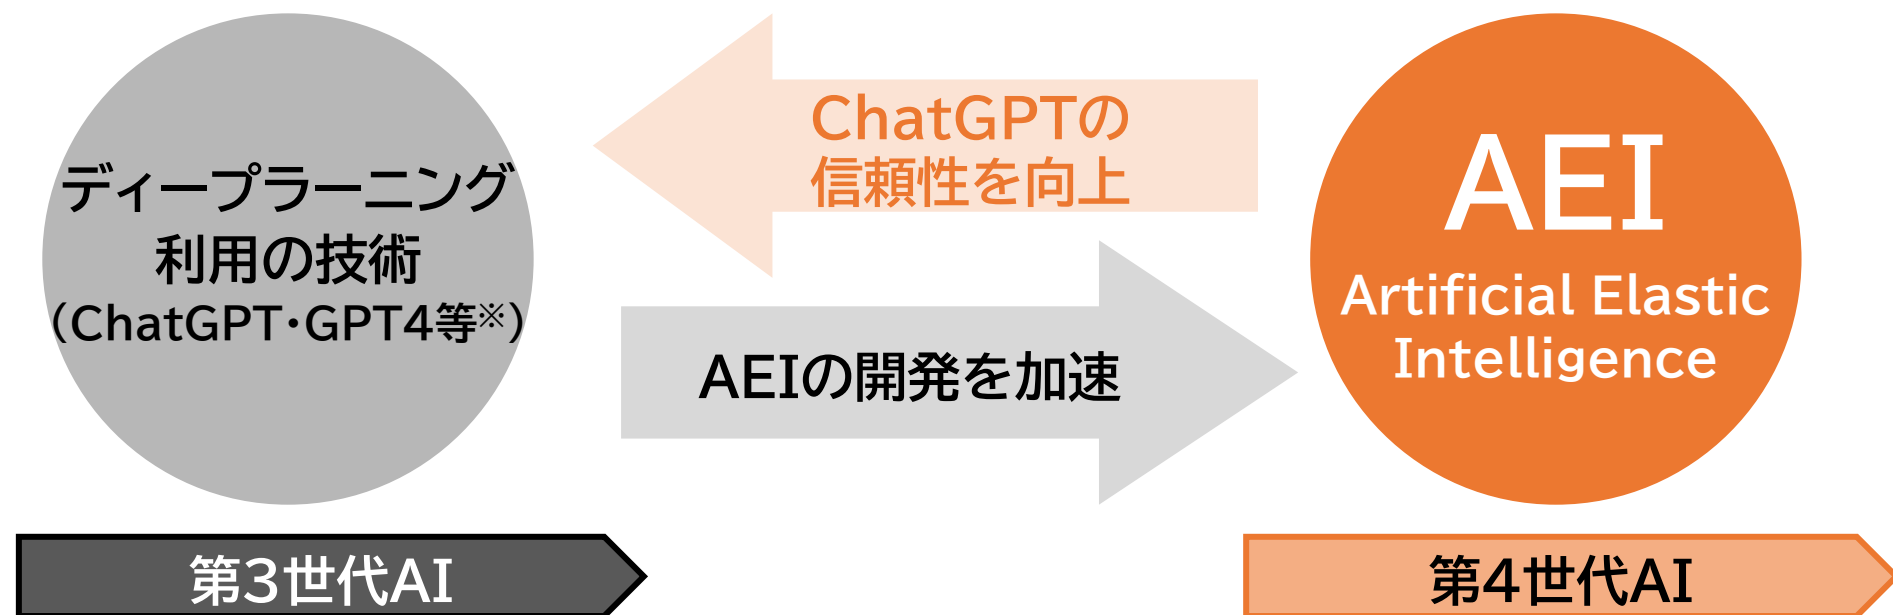 ディープラーニング
利用の技術
(ChatGPT・GPT4等※)
ChatGPTの
信頼性を向上
AEIの開発を加速
AEI
Artificial Elastic
Intelligence
第3世代AI
第4世代AI